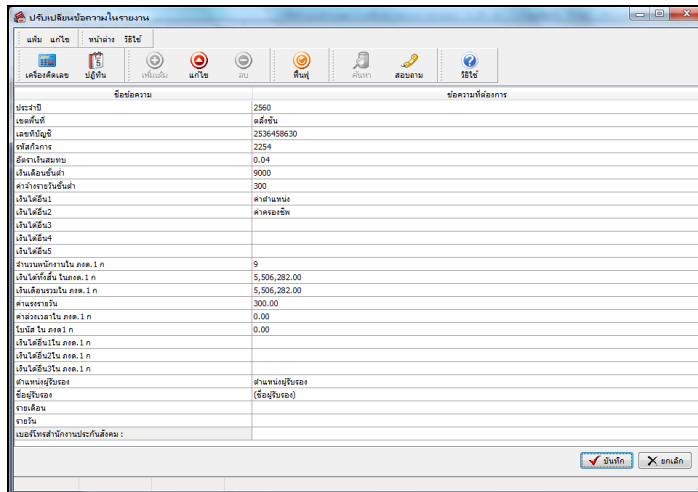 ปรับเปลี่ยนข้อความในรายงาน
แฟ้ม แก้ไข หน้าต่าง วิธีใช้
เครื่องคิดเลข ปฏิทิน เพิ่มเติม แก้ไข ลบ ฟื้นฟู ค้นหา สอบถาม วิธีใช้
ชื่อข้อความ ข้อความที่ต้องการ
ประจำปี 2560
เขตพื้นที่ ตลิ่งชัน
เลขที่บัญชี 2536458630
รหัสกิจการ 2254
อัตราเงินสมทบ 0.04
เงินเดือนขั้นต่ำ 9000
ค่าจ้างรายวันขั้นต่ำ 300
เงินได้อื่น1 ค่าตำแหน่ง
เงินได้อื่น2 ค่าครองชีพ
เงินได้อื่น3
เงินได้อื่น4
เงินได้อื่น5
จำนวนพนักงานใน ภงด.1 ก 9
เงินได้ทั้งสิ้น ในภงด.1 ก 5,506,282.00
เงินเดือนรวมใน ภงด.1 ก 5,506,282.00
ค่าแรงรายวัน 300.00
ค่าล่วงเวลาใน ภงด.1 ก 0.00
โบนัส ใน ภงด1 ก 0.00
เงินได้อื่น1ใน ภงด.1 ก
เงินได้อื่น2ใน ภงด.1 ก
เงินได้อื่น3ใน ภงด.1 ก
ตำแหน่งผู้รับรอง ตำแหน่งผู้รับรอง
ชื่อผู้รับรอง (ชื่อผู้รับรอง)
รายเดือน
รายวัน
เบอร์โทรสำนักงานประกันสังคม :
บันทึก ยกเลิก